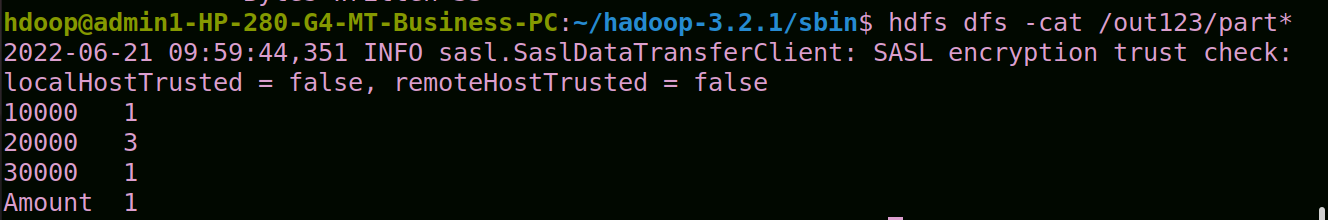 hdoop@admin1-HP-280-G4-MT-Business-PC:~/hadoop-3.2.1/sbin$ hdfs dfs -cat /out123/part*
2022-06-21 09:59:44,351 INFO sasl.SaslDataTransferClient: SASL encryption trust check:
localHostTrusted = false, remoteHostTrusted = false
10000 1
20000 3
30000 1
Amount 1